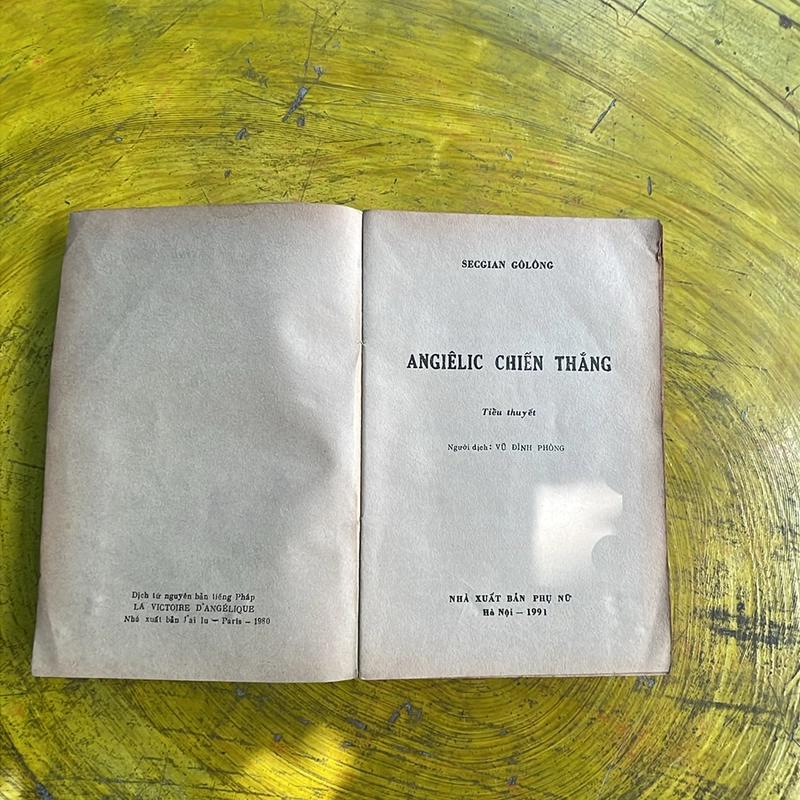 Dịch từ nguyên bản tiếng Pháp
LA VICTOIRE D'ANGÉLIQUE
Nhà xuất bản J'ai lu — Paris — 1980
SECGIAN GÔLÔNG
ANGIÊLIC CHIẾN THẮNG
Tiểu thuyết
Người dịch: VŨ ĐÌNH PHÒNG
NHÀ XUẤT BẢN PHỤ NỮ
Hà Nội — 1991